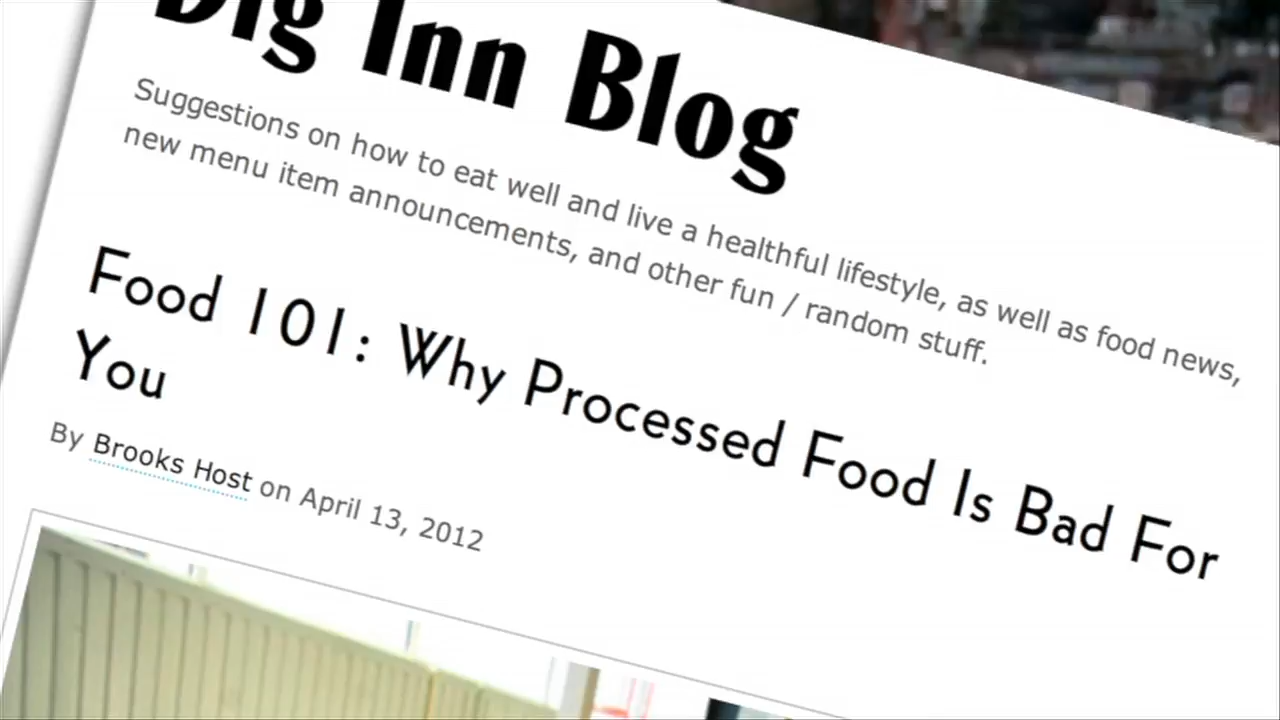 Dig Inn Blog
Suggestions on how to eat well and live a healthful lifestyle, as well as food news,
new menu item announcements, and other fun / random stuff.
Food 101: Why Processed Food Is Bad For
You
By Brooks Host on April 13, 2012